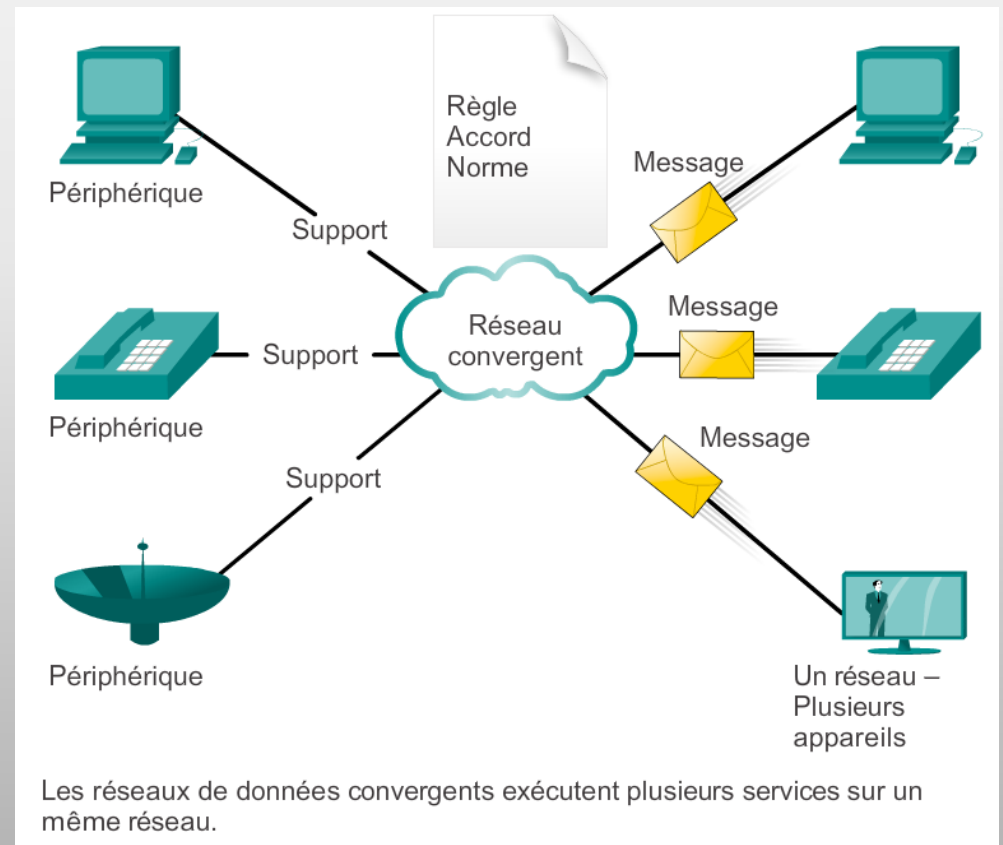 Règle
Accord
Norme
Message
Périphérique
Support
Message
Réseau
convergent
Support
Périphérique
Message
Support
Périphérique
Un réseau –
Plusieurs
appareils
Les réseaux de données convergents exécutent plusieurs services sur un
même réseau.